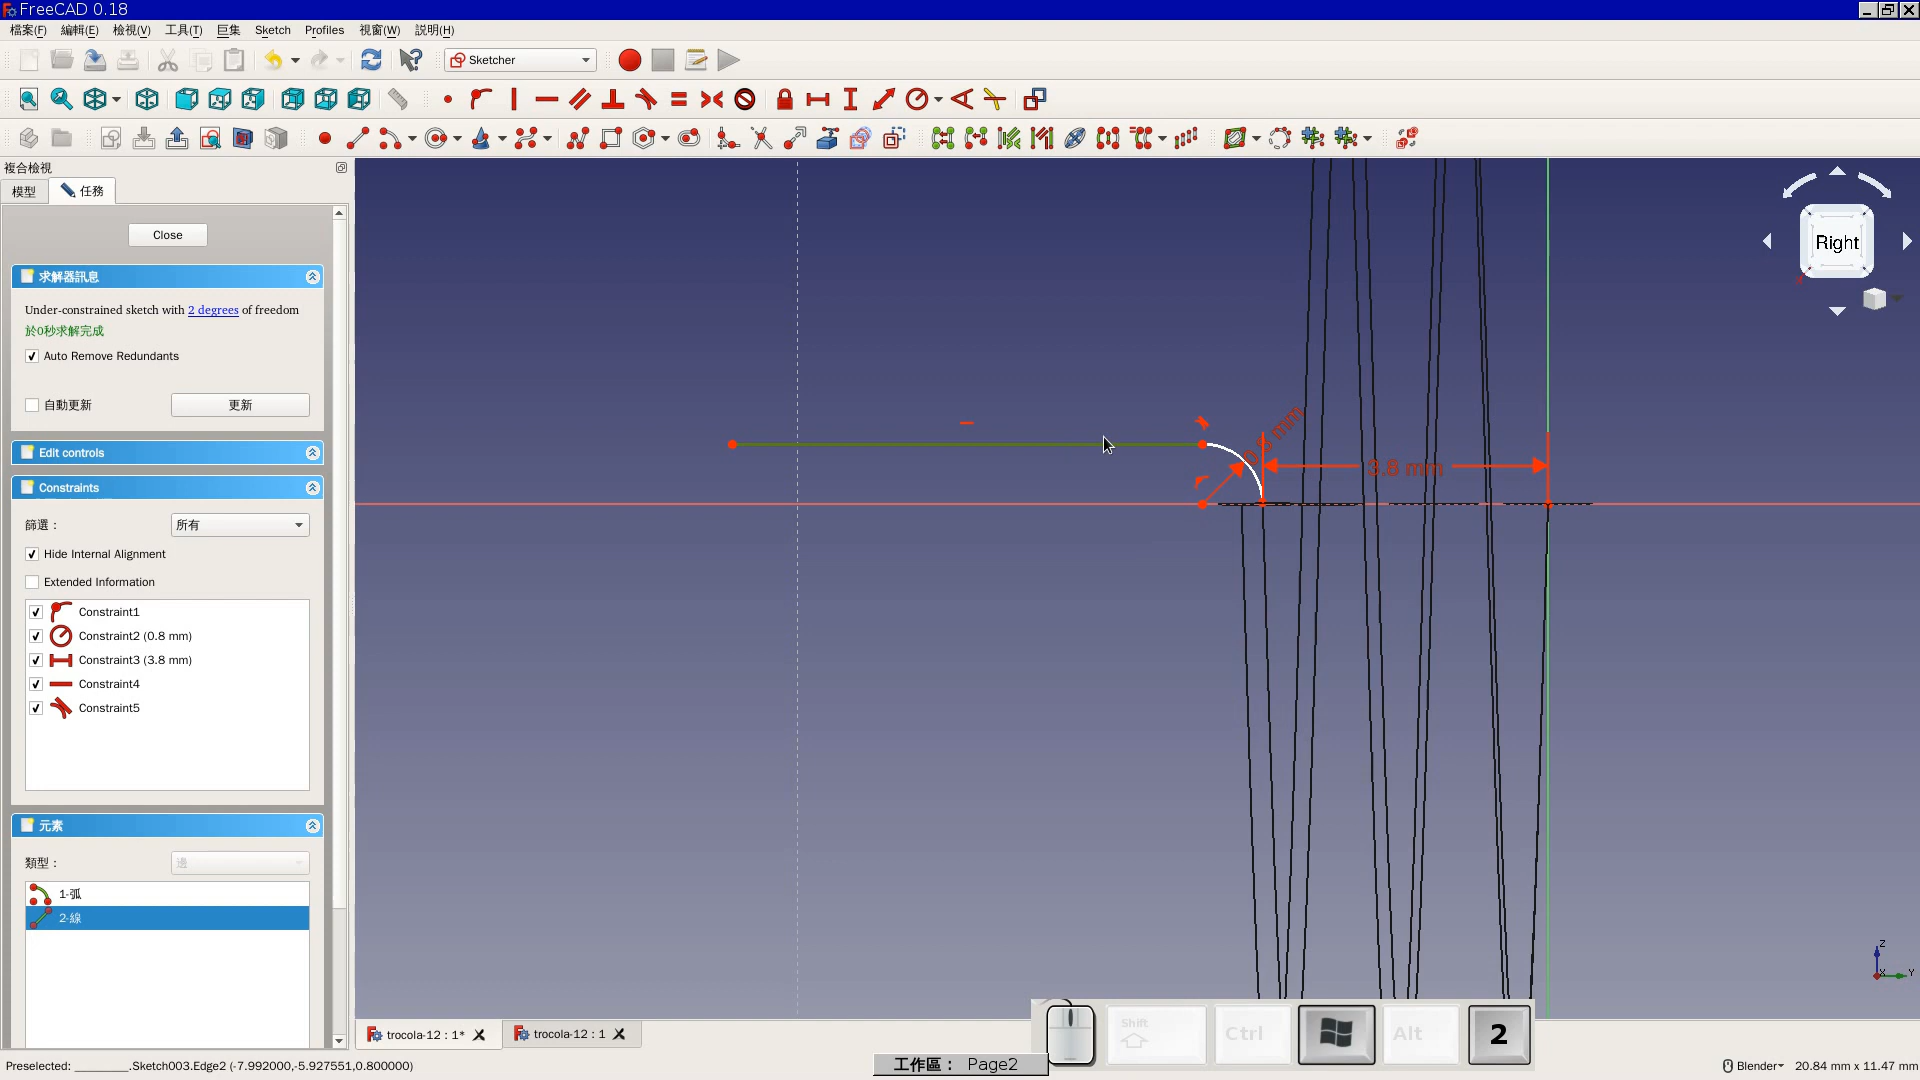 FreeCAD 0.18
檔案(F) 編輯(E) 檢視(V) 工具(T) 巨集 Sketch Profiles 視窗(W) 説明(H)
Sketcher
複合檢視
模型 任務
Close
求解器訊息
Under-constrained sketch with 2 degrees of freedom
於0秒求解完成
Auto Remove Redundants
自動更新 更新
Edit controls
Constraints
篩選： 所有
Hide Internal Alignment
Extended Information
Constraint1
Constraint2 (0.8 mm)
Constraint3 (3.8 mm)
Constraint4
Constraint5
元素
類型： 邊
1-弧
2-線
0.8 mm
3.8 mm
Right
Z
Y
X
trocola-12 : 1* trocola-12 : 1
Shift Ctrl Alt 2
工作區： Page2
Preselected: ________.Sketch003.Edge2 (-7.992000,-5.927551,0.800000)
Blender 20.84 mm x 11.47 mm